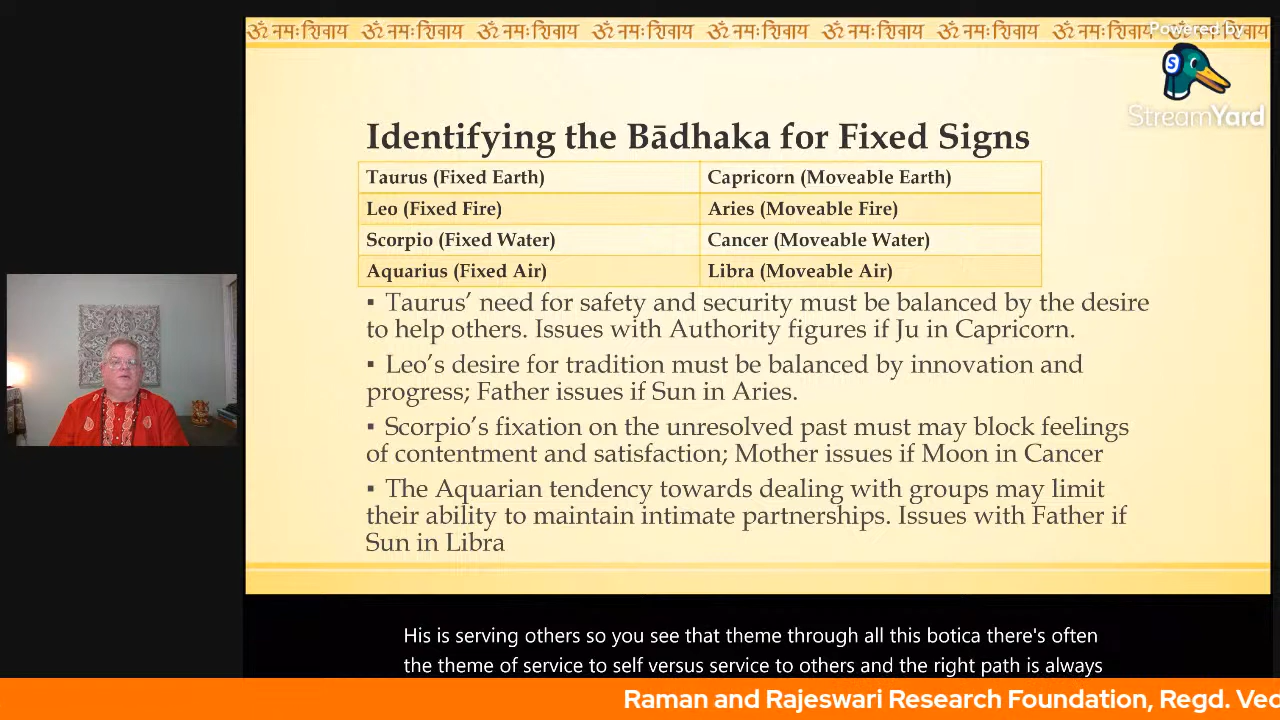 ॐ नमः शिवाय ॐ नमः शिवाय ॐ नमः शिवाय ॐ नमः शिवाय ॐ नमः शिवाय ॐ नमः शिवाय ॐ नमः शिवाय ॐ नमः शिवाय ॐ नमः शिवाय
Powered by
StreamYard
Identifying the Bādhaka for Fixed Signs
Taurus (Fixed Earth) Capricorn (Moveable Earth)
Leo (Fixed Fire) Aries (Moveable Fire)
Scorpio (Fixed Water) Cancer (Moveable Water)
Aquarius (Fixed Air) Libra (Moveable Air)
▪ Taurus’ need for safety and security must be balanced by the desire
to help others. Issues with Authority figures if Ju in Capricorn.
▪ Leo’s desire for tradition must be balanced by innovation and
progress; Father issues if Sun in Aries.
▪ Scorpio’s fixation on the unresolved past must may block feelings
of contentment and satisfaction; Mother issues if Moon in Cancer
▪ The Aquarian tendency towards dealing with groups may limit
their ability to maintain intimate partnerships. Issues with Father if
Sun in Libra
His is serving others so you see that theme through all this botica there's often
the theme of service to self versus service to others and the right path is always
Raman and Rajeswari Research Foundation, Regd. Vec